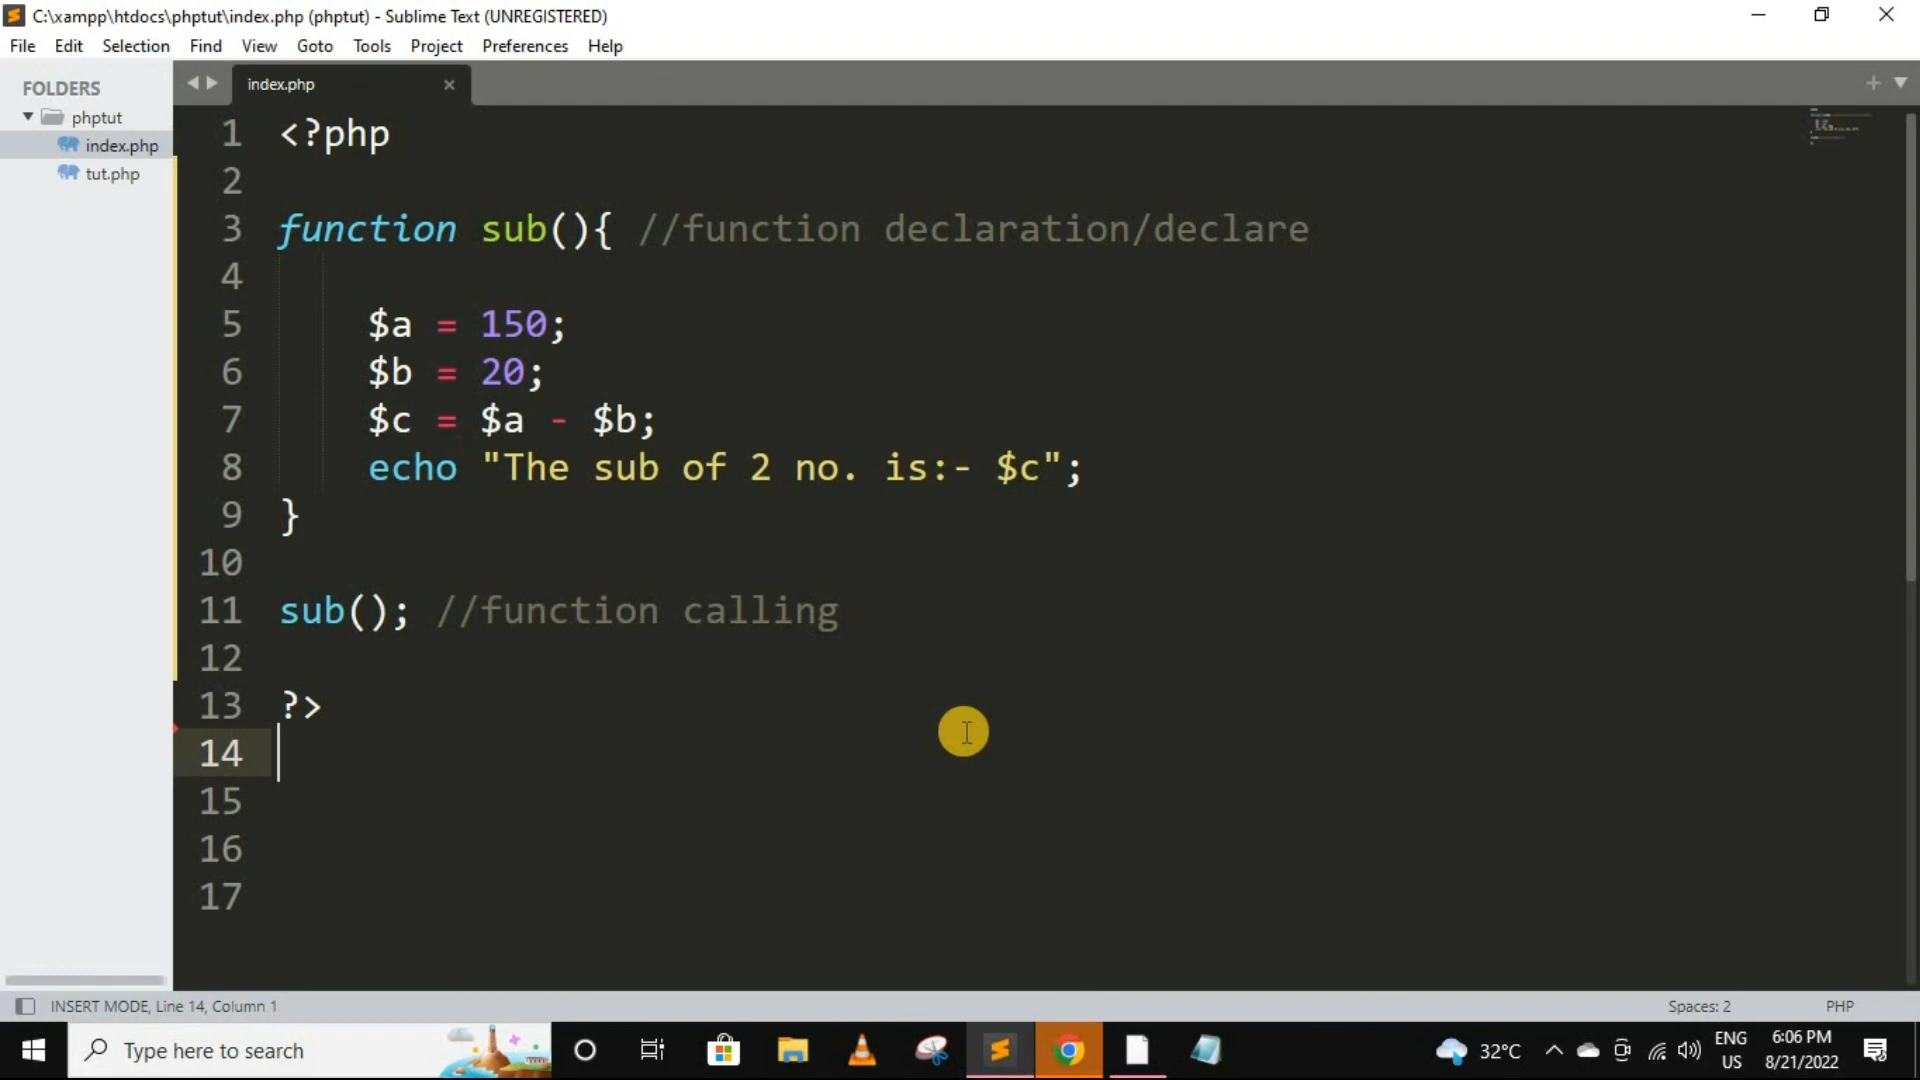 C:\xampp\htdocs\phptut\index.php (phptut) - Sublime Text (UNREGISTERED)
File Edit Selection Find View Goto Tools Project Preferences Help
FOLDERS
phptut
index.php
tut.php
index.php
1 <?php
2
3 function sub(){ //function declaration/declare
4
5 $a = 150;
6 $b = 20;
7 $c = $a - $b;
8 echo "The sub of 2 no. is:- $c";
9 }
10
11 sub(); //function calling
12
13 ?>
14
15
16
17
INSERT MODE, Line 14, Column 1 Spaces: 2 PHP
Type here to search
32°C
ENG
US
6:06 PM
8/21/2022